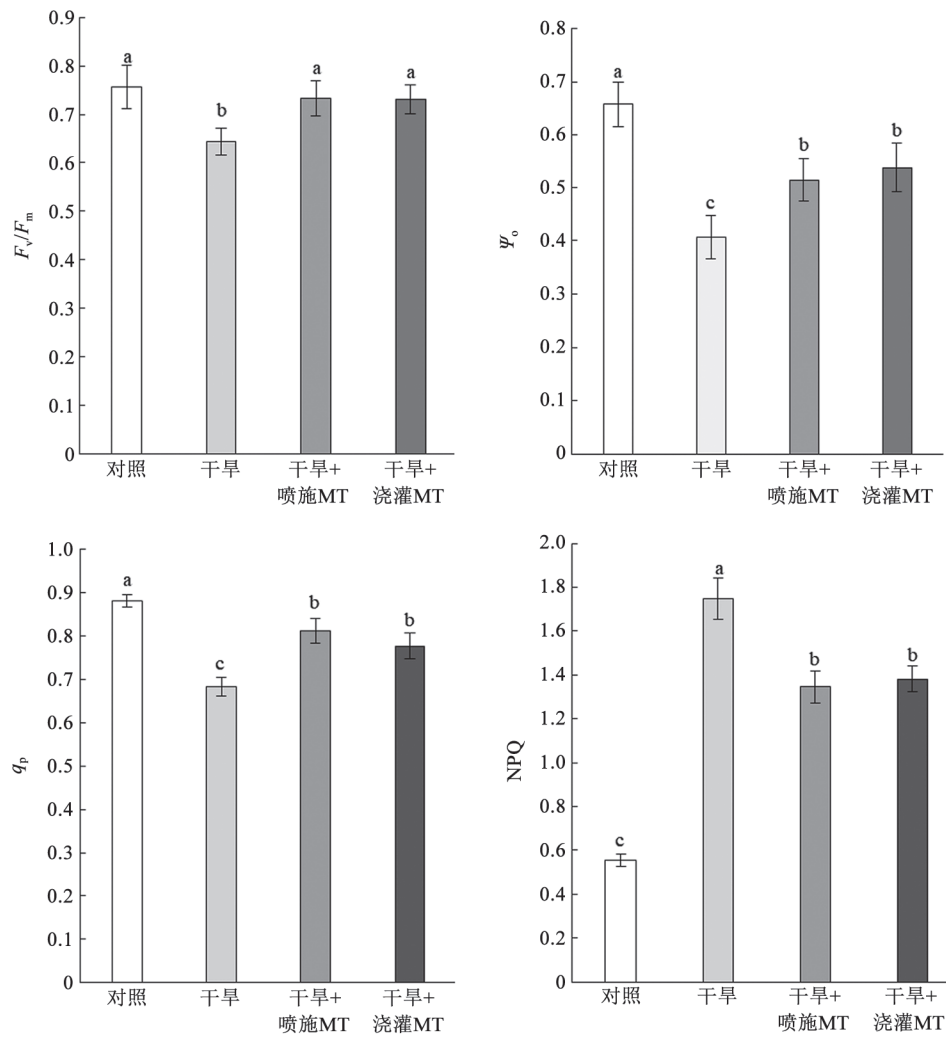 0.9
0.8
0.7
0.6
0.5
0.4
0.3
0.2
0.1
0
Fv/Fm
a
b
a
a
对照
干旱
干旱+
喷施MT
干旱+
浇灌MT
0.8
0.7
0.6
0.5
0.4
0.3
0.2
0.1
0
Ψo
a
c
b
b
对照
干旱
干旱+
喷施MT
干旱+
浇灌MT
1.0
0.9
0.8
0.7
0.6
0.5
0.4
0.3
0.2
0.1
0
qp
a
c
b
b
对照
干旱
干旱+
喷施MT
干旱+
浇灌MT
2.0
1.8
1.6
1.4
1.2
1.0
0.8
0.6
0.4
0.2
0
NPQ
c
a
b
b
对照
干旱
干旱+
喷施MT
干旱+
浇灌MT